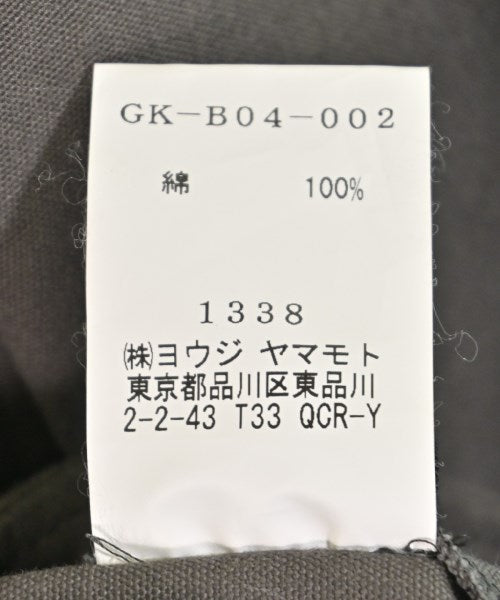 GK-B04-002
綿 100%
1338
㈱ヨウジ ヤマモト
東京都品川区東品川
2-2-43 T33 QCR-Y